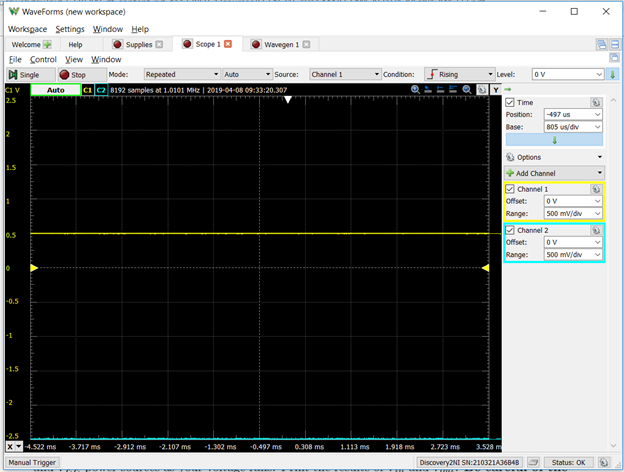 WaveForms (new workspace)
Workspace Settings Window Help
Welcome Help Supplies Scope 1 Wavegen 1
File Control View Window
Single Stop Mode: Repeated Auto Source: Channel 1 Condition: Rising Level: 0 V
C1 V Auto C1 C2 8192 samples at 1.0101 MHz | 2019-04-08 09:33:20.307 Y
2.5
2
1.5
1
0.5
0
-0.5
-1
-1.5
-2
-2.5
X -4.522 ms -3.717 ms -2.912 ms -2.107 ms -1.302 ms -0.497 ms 0.308 ms 1.113 ms 1.918 ms 2.723 ms 3.528 ms
Time
Position: -497 us
Base: 805 us/div
Options
Add Channel
Channel 1
Offset: 0 V
Range: 500 mV/div
Channel 2
Offset: 0 V
Range: 500 mV/div
Manual Trigger Discovery2NI SN:210321A36B4B Status: OK